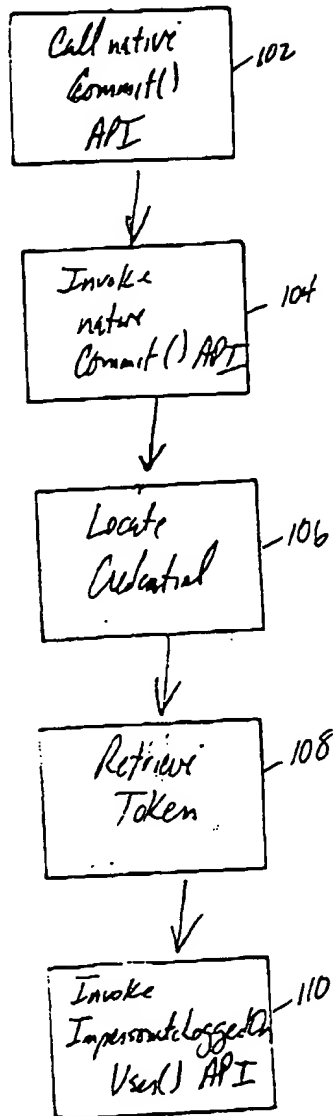 Call native
Commit()
API
102
Invoke
native
Commit() API
104
Locate
Credential
106
Retrieve
Token
108
Invoke
ImpersonateLoggedOn
User() API
110